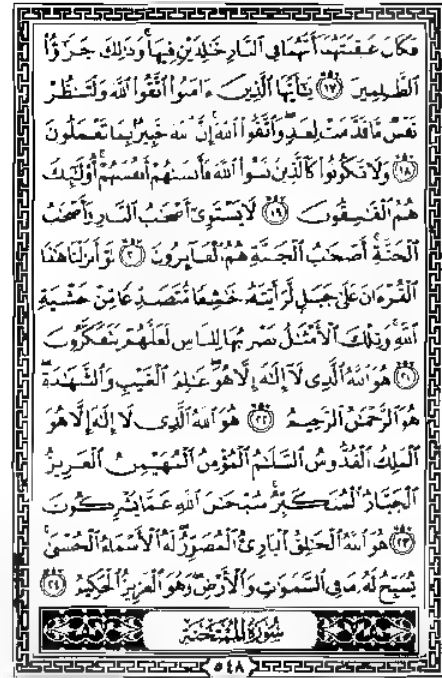 فَكَانَ عَٰقِبَتَهُمَآ أَنَّهُمَا فِي ٱلنَّارِ خَٰلِدَيْنِ فِيهَا ۚ وَذَٰلِكَ جَزَٰٓؤُا۟
ٱلظَّٰلِمِينَ ١٧ يَٰٓأَيُّهَا ٱلَّذِينَ ءَامَنُوا۟ ٱتَّقُوا۟ ٱللَّهَ وَلْتَنظُرْ
نَفْسٌ مَّا قَدَّمَتْ لِغَدٍ ۖ وَٱتَّقُوا۟ ٱللَّهَ ۚ إِنَّ ٱللَّهَ خَبِيرٌۢ بِمَا تَعْمَلُونَ
١٨ وَلَا تَكُونُوا۟ كَٱلَّذِينَ نَسُوا۟ ٱللَّهَ فَأَنسَىٰهُمْ أَنفُسَهُمْ ۚ أُو۟لَٰٓئِكَ
هُمُ ٱلْفَٰسِقُونَ ١٩ لَا يَسْتَوِىٓ أَصْحَٰبُ ٱلنَّارِ وَأَصْحَٰبُ
ٱلْجَنَّةِ ۚ أَصْحَٰبُ ٱلْجَنَّةِ هُمُ ٱلْفَآئِزُونَ ٢٠ لَوْ أَنزَلْنَا هَٰذَا
ٱلْقُرْءَانَ عَلَىٰ جَبَلٍ لَّرَأَيْتَهُۥ خَٰشِعًا مُّتَصَدِّعًا مِّنْ خَشْيَةِ
ٱللَّهِ ۚ وَتِلْكَ ٱلْأَمْثَٰلُ نَضْرِبُهَا لِلنَّاسِ لَعَلَّهُمْ يَتَفَكَّرُونَ
٢١ هُوَ ٱللَّهُ ٱلَّذِى لَآ إِلَٰهَ إِلَّا هُوَ ۖ عَٰلِمُ ٱلْغَيْبِ وَٱلشَّهَٰدَةِ ۖ
هُوَ ٱلرَّحْمَٰنُ ٱلرَّحِيمُ ٢٢ هُوَ ٱللَّهُ ٱلَّذِى لَآ إِلَٰهَ إِلَّا هُوَ
ٱلْمَلِكُ ٱلْقُدُّوسُ ٱلسَّلَٰمُ ٱلْمُؤْمِنُ ٱلْمُهَيْمِنُ ٱلْعَزِيزُ
ٱلْجَبَّارُ ٱلْمُتَكَبِّرُ ۚ سُبْحَٰنَ ٱللَّهِ عَمَّا يُشْرِكُونَ
٢٣ هُوَ ٱللَّهُ ٱلْخَٰلِقُ ٱلْبَارِئُ ٱلْمُصَوِّرُ ۖ لَهُ ٱلْأَسْمَآءُ ٱلْحُسْنَىٰ ۚ
يُسَبِّحُ لَهُۥ مَا فِى ٱلسَّمَٰوَٰتِ وَٱلْأَرْضِ ۖ وَهُوَ ٱلْعَزِيزُ ٱلْحَكِيمُ ٢٤
سُورَةُ ٱلْمُمْتَحَنَةِ
٥٤٨